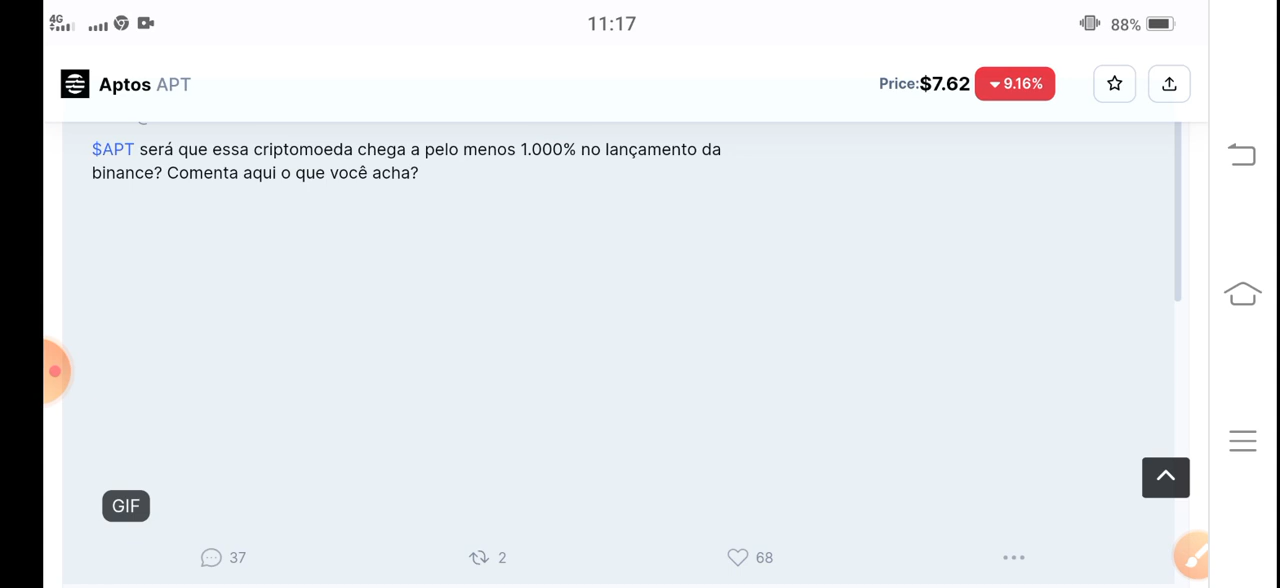 4G 11:17 88%
Aptos APT Price:$7.62 9.16%
$APT será que essa criptomoeda chega a pelo menos 1.000% no lançamento da
binance? Comenta aqui o que você acha?
GIF
37 2 68